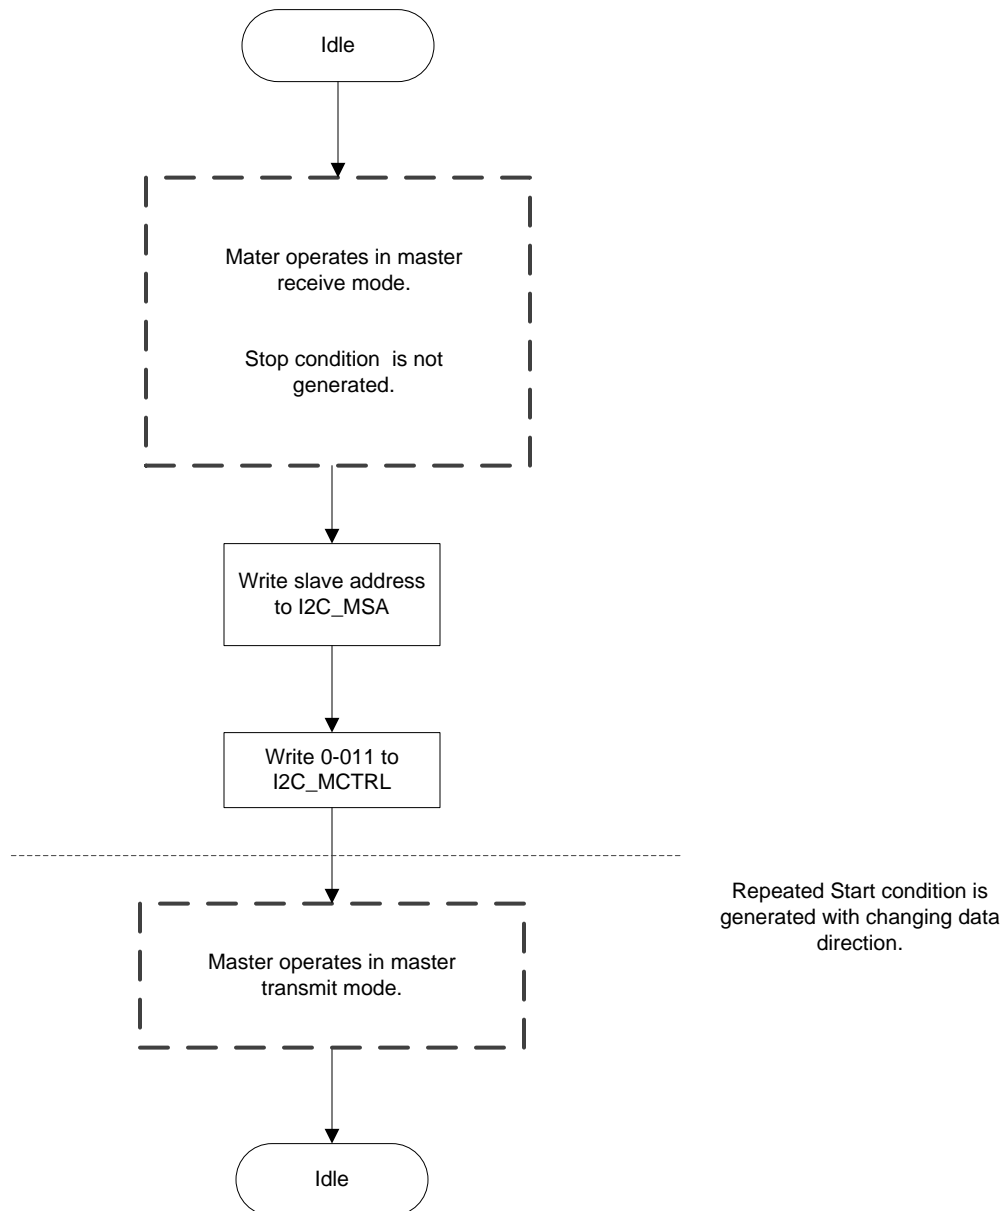 Idle
Mater operates in master
receive mode.
Stop condition  is not
generated.
Write slave address
to I2C_MSA
Write 0-011 to
I2C_MCTRL
Repeated Start condition is
generated with changing data
direction.
Master operates in master
transmit mode.
Idle